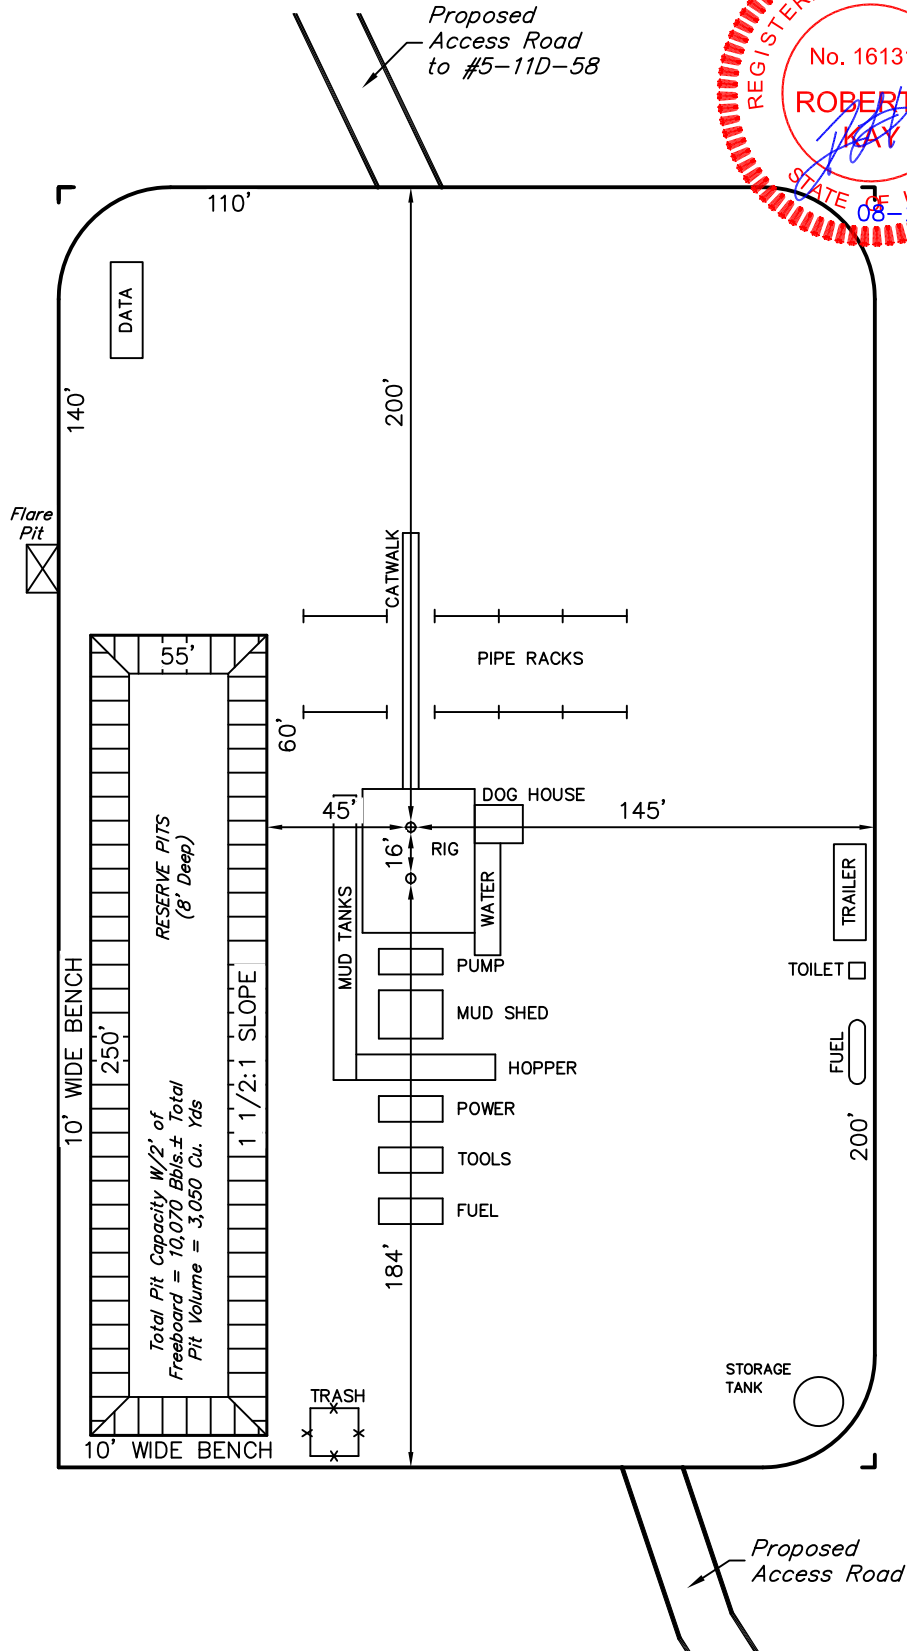 Proposed
Access Road
to #5-11D-58
REGISTERED
No. 16131
ROBERT
KAY
STATE OF
08-
110'
DATA
140'
200'
Flare
Pit
CATWALK
PIPE RACKS
55'
60'
DOG HOUSE
45'
145'
16'
RIG
RESERVE PITS
(8' Deep)
MUD TANKS
WATER
TRAILER
PUMP
TOILET
MUD SHED
FUEL
10' WIDE BENCH
250'
1 1/2:1 SLOPE
HOPPER
POWER
200'
TOOLS
FUEL
Total Pit Capacity W/2' of
Freeboard = 10,070 Bbls.± Total
Pit Volume = 3,050 Cu. Yds
184'
STORAGE
TANK
TRASH
10' WIDE BENCH
Proposed
Access Road